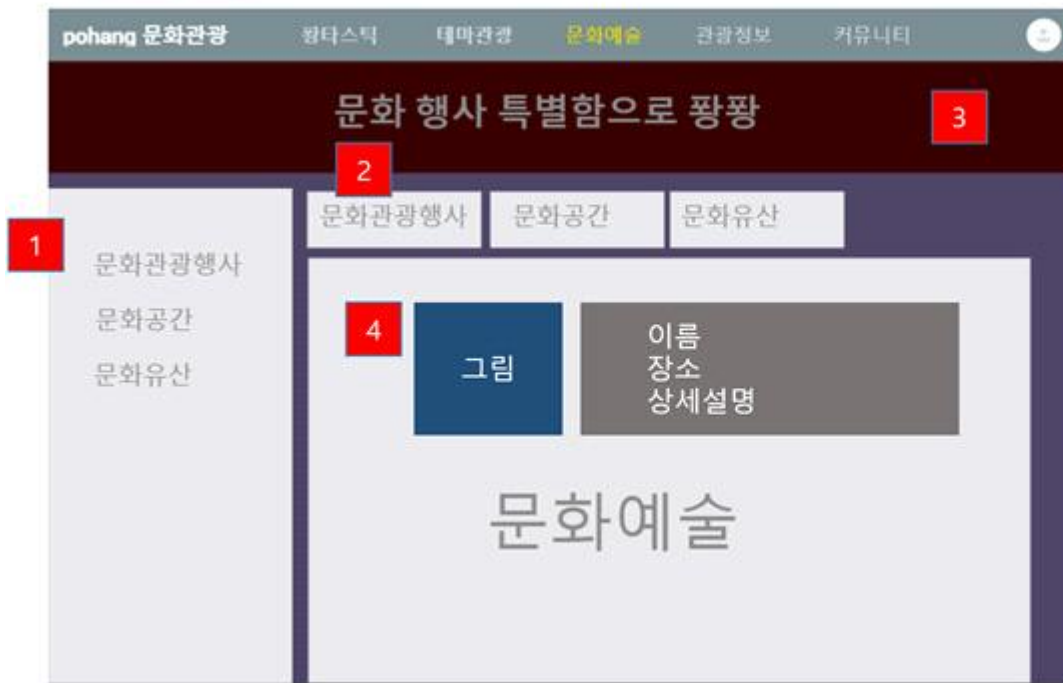 pohang 문화관광 퐝타스틱 테마관광 문화예술 관광정보 커뮤니티
문화 행사 특별함으로 퐝퐝
3
2
문화관광행사 문화공간 문화유산
1
문화관광행사
문화공간
문화유산
4
그림
이름
장소
상세설명
문화예술